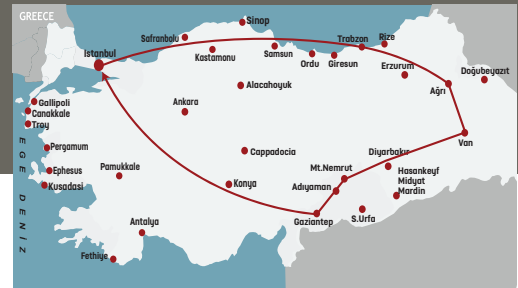 GREECE
Sinop
Safranbolu
Trabzon
Rize
Istanbul
Kastamonu
Samsun
Ordu
Giresun
Erzurum
Doğubeyazıt
Alacahoyuk
Ağrı
Gallipoli
Canakkale
Troy
Ankara
Van
Pergamum
Cappadocia
Diyarbakır
Ephesus
Pamukkale
Mt.Nemrut
Hasankeyf
Midyat
Mardin
Kusadasi
Konya
Adıyaman
Antalya
Gaziantep
S.Urfa
Fethiye
EGE DENİZ